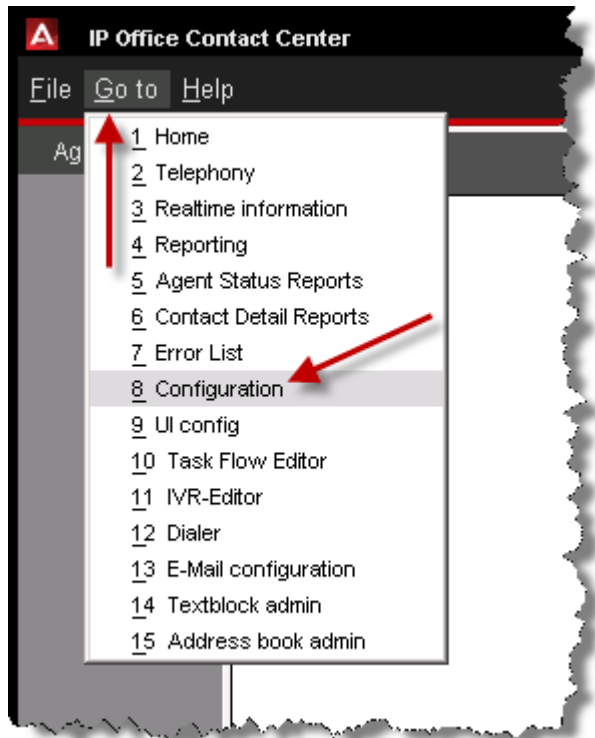 IP Office Contact Center
File Go to Help
Ag
1 Home
2 Telephony
3 Realtime information
4 Reporting
5 Agent Status Reports
6 Contact Detail Reports
7 Error List
8 Configuration
9 UI config
10 Task Flow Editor
11 IVR-Editor
12 Dialer
13 E-Mail configuration
14 Textblock admin
15 Address book admin